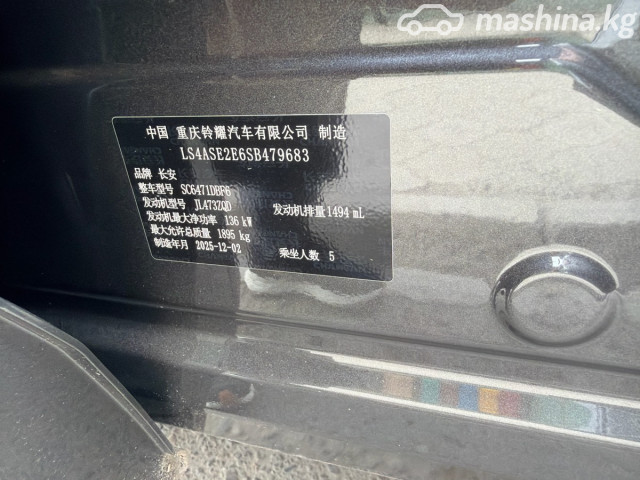 mashina.kg
中国 重庆铃耀汽车有限公司 制造
LS4ASE2E6SB479683
品牌 长安
整车型号 SC6471DBF6
发动机型号 JL473ZQD 发动机排量 1494 mL
发动机最大净功率 136 kW
最大允许总质量 1895 kg
制造年月 2025-12-02 乘坐人数 5